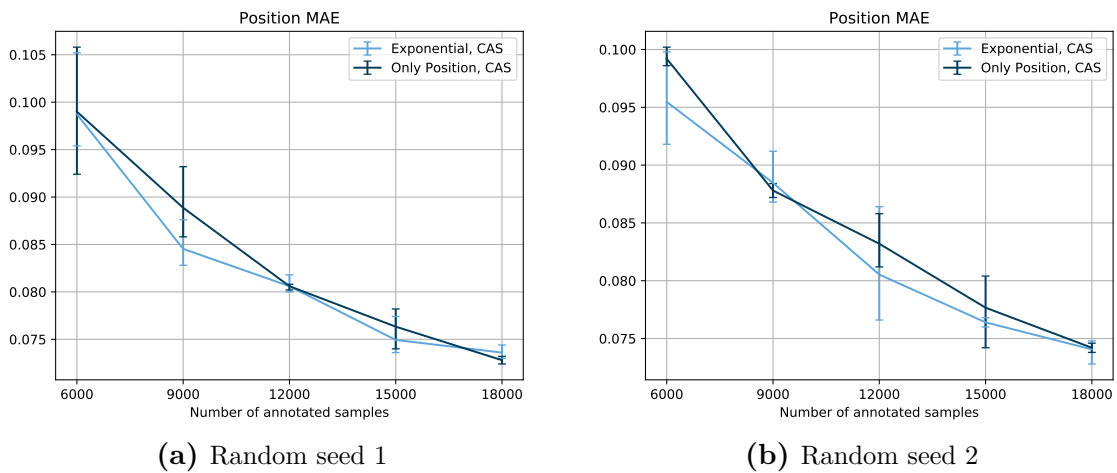 Position MAE
Exponential, CAS
Only Position, CAS
0.105
0.100
0.095
0.090
0.085
0.080
0.075
6000 9000 12000 15000 18000
Number of annotated samples
(a) Random seed 1
Position MAE
Exponential, CAS
Only Position, CAS
0.100
0.095
0.090
0.085
0.080
0.075
6000 9000 12000 15000 18000
Number of annotated samples
(b) Random seed 2